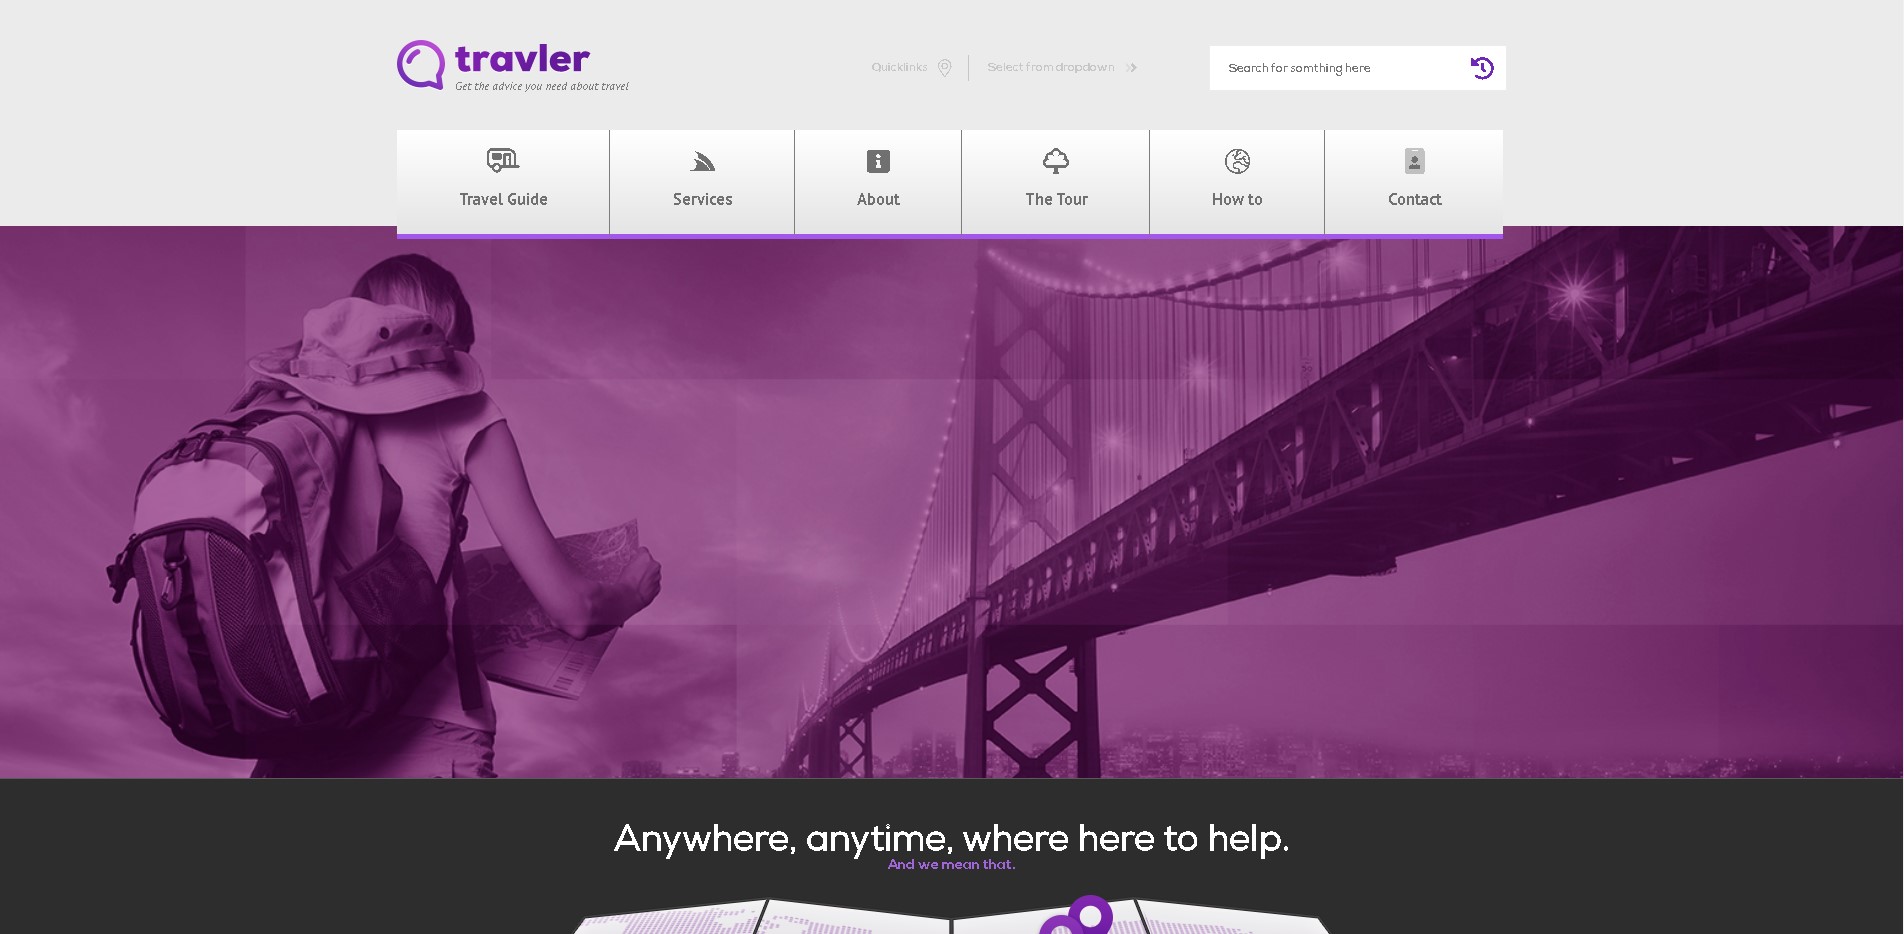 travler
Get the advice you need about travel
Quicklinks
Select from dropdown
Search for somthing here
Travel Guide
Services
About
The Tour
How to
Contact
Anywhere, anytime, where here to help.
And we mean that.